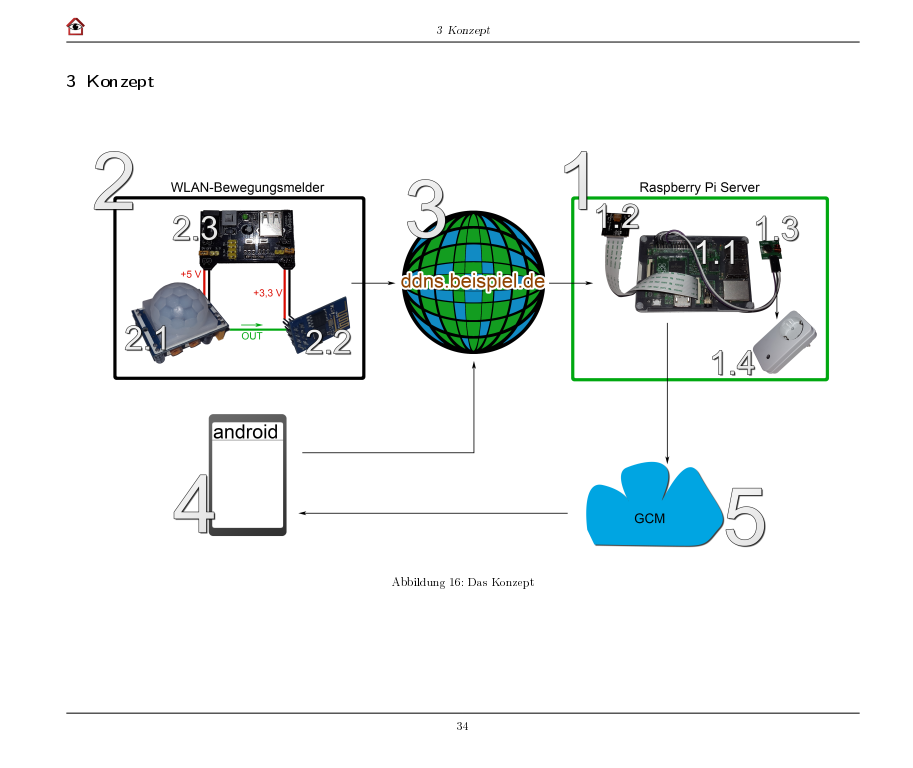 3 Konzept
3 Konzept
2
WLAN-Bewegungsmelder
2.3
+5 V
+3,3 V
2.1
OUT
2.2
3
ddns.beispiel.de
1
Raspberry Pi Server
1.2
1.1
1.3
1.4
android
4
GCM
5
Abbildung 16: Das Konzept
34